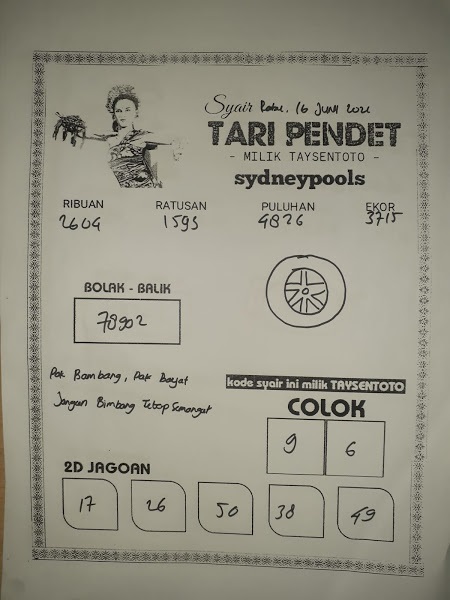 Syair Rabu, 16 Juni 2021
TARI PENDET
- MILIK TAYSENTOTO -
sydneypools
RIBUAN RATUSAN PULUHAN EKOR
2604 1593 4826 3715
BOLAK - BALIK
78902
Pak Bambang, Pak Bayat
Jangan Bimbang Tetap Semangat
kode syair ini milik TAYSENTOTO
COLOK
9 6
2D JAGOAN
17 26 50 38 49